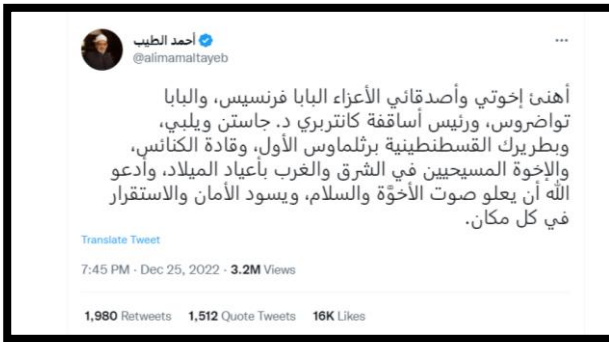 أحمد الطيب
@alimamaltayeb
أهنئ إخوتي وأصدقائي الأعزاء البابا فرنسيس، والبابا
تواضروس، ورئيس أساقفة كانتربري د. جاستن ويلبي،
وبطريرك القسطنطينية برثلماوس الأول، وقادة الكنائس،
والإخوة المسيحيين في الشرق والغرب بأعياد الميلاد، وأدعو
الله أن يعلو صوت الأخوَّة والسلام، ويسود الأمان والاستقرار
في كل مكان.
Translate Tweet
7:45 PM · Dec 25, 2022 · 3.2M Views
1,980 Retweets 1,512 Quote Tweets 16K Likes